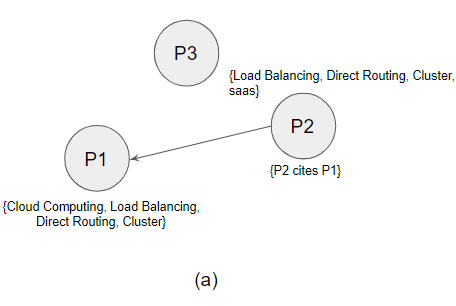 P3
{Load Balancing, Direct Routing, Cluster,
saas}
P2
{P2 cites P1}
P1
{Cloud Computing, Load Balancing,
Direct Routing, Cluster}
(a)